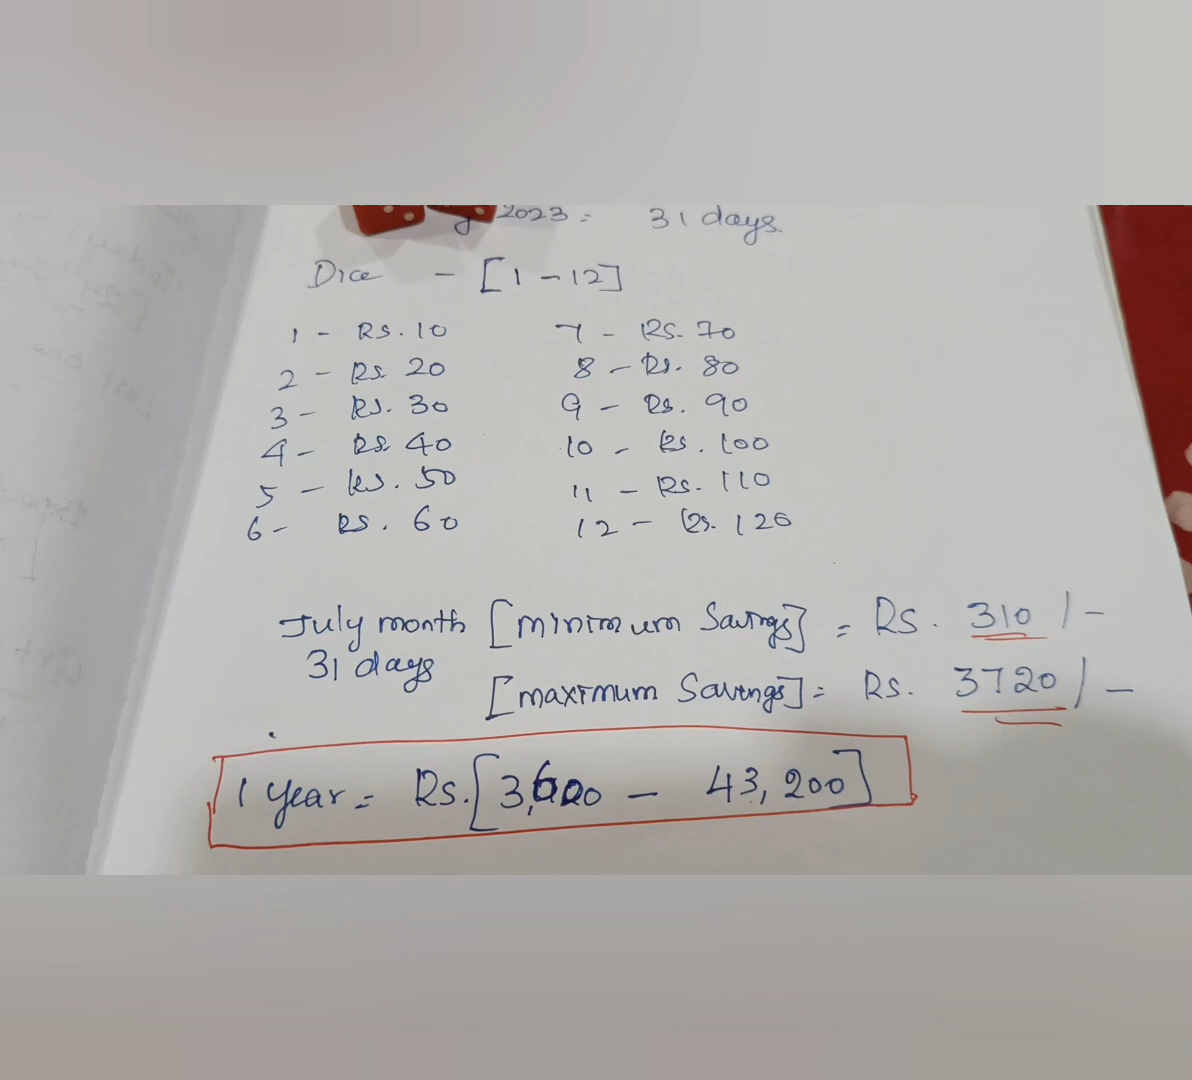 2023 = 31 days.
Dice - [1 - 12]
1 - Rs. 10
2 - Rs 20
3 - Rs. 30
4 - Rs. 40
5 - Rs. 50
6 - Rs. 60
7 - Rs. 70
8 - Rs. 80
9 - Rs. 90
10 - Rs. 100
11 - Rs. 110
12 - Rs. 120
July month [minimum Savings] = Rs. 310/-
31 days
[maximum Savings] = Rs. 3720/-
1 year = Rs. [3,600 - 43,200]